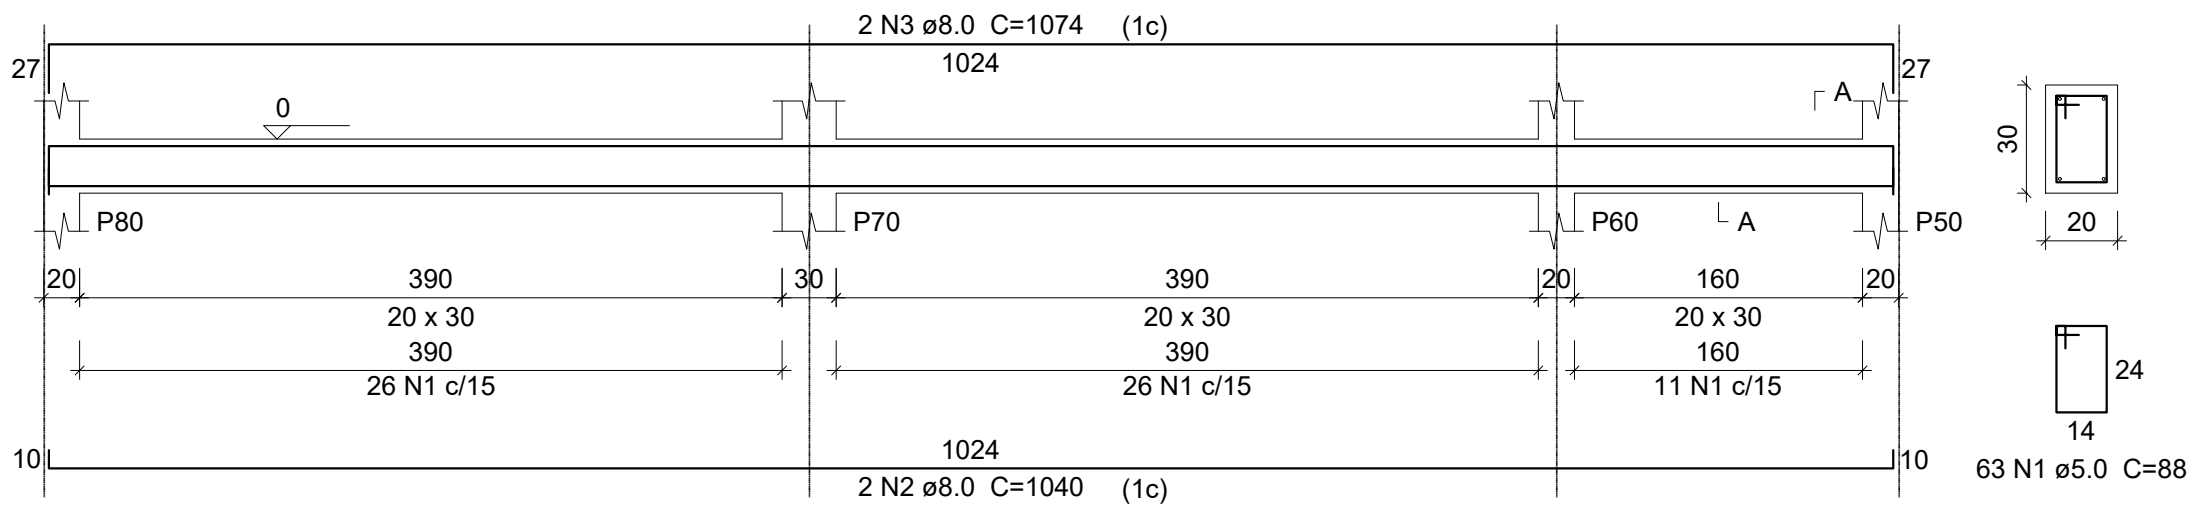 2 N3 ø8.0 C=1074 (1c)
27 1024 27
0
A
P80 P70 P60 A P50
20 390 30 390 20 160 20
20 x 30 20 x 30 20 x 30
390 390 160
26 N1 c/15 26 N1 c/15 11 N1 c/15
10 1024 10
2 N2 ø8.0 C=1040 (1c)
30
20
24
14
63 N1 ø5.0 C=88